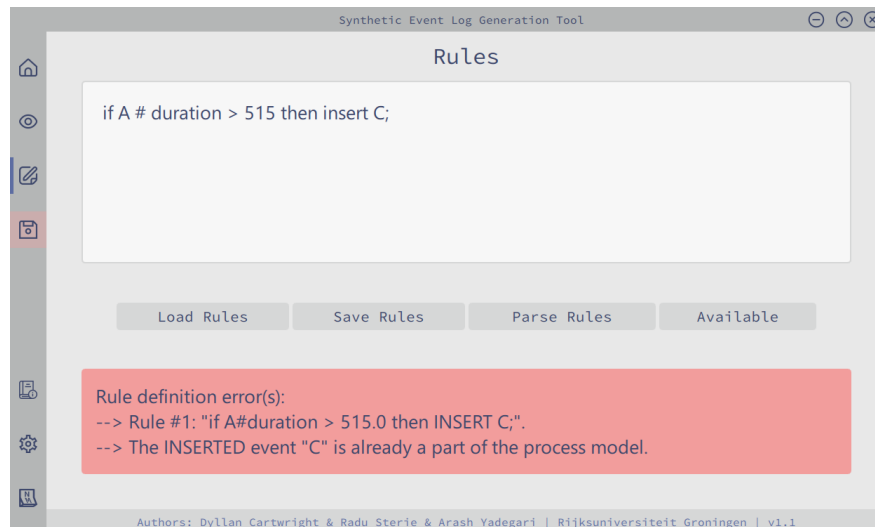 Synthetic Event Log Generation Tool
Rules
if A # duration > 515 then insert C;
Load Rules Save Rules Parse Rules Available
Rule definition error(s):
--> Rule #1: "if A#duration > 515.0 then INSERT C;".
--> The INSERTED event "C" is already a part of the process model.
Authors: Dyllan Cartwright & Radu Sterie & Arash Yadegari | Rijksuniversiteit Groningen | v1.1